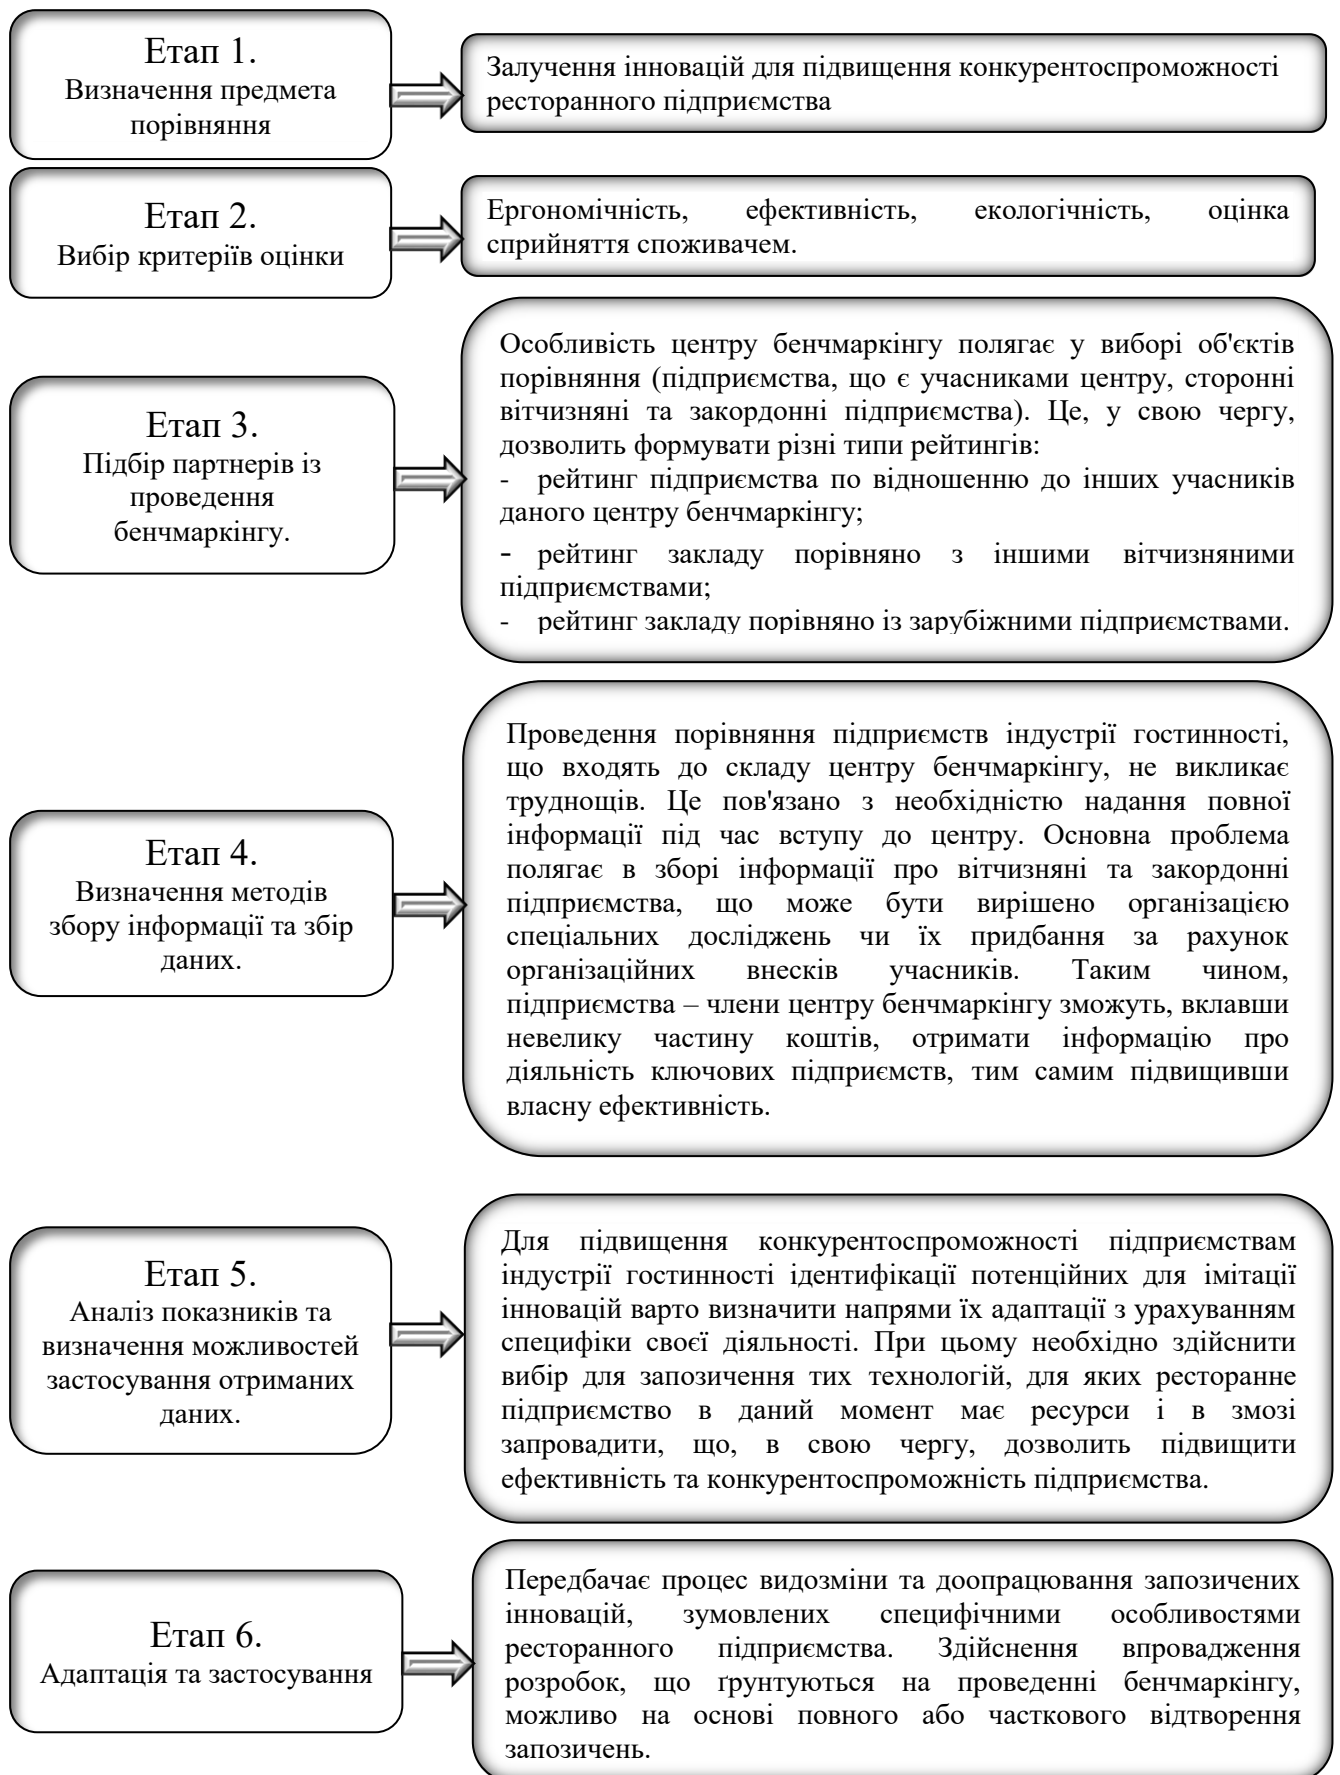 Етап 1.
Визначення предмета
порівняння
Залучення інновацій для підвищення конкурентоспроможності
ресторанного підприємства
Етап 2.
Вибір критеріїв оцінки
Ергономічність, ефективність, екологічність, оцінка
сприйняття споживачем.
Етап 3.
Підбір партнерів із
проведення
бенчмаркінгу.
Особливість центру бенчмаркінгу полягає у виборі об'єктів
порівняння (підприємства, що є учасниками центру, сторонні
вітчизняні та закордонні підприємства). Це, у свою чергу,
дозволить формувати різні типи рейтингів:
- рейтинг підприємства по відношенню до інших учасників
даного центру бенчмаркінгу;
- рейтинг закладу порівняно з іншими вітчизняними
підприємствами;
- рейтинг закладу порівняно із зарубіжними підприємствами.
Етап 4.
Визначення методів
збору інформації та збір
даних.
Проведення порівняння підприємств індустрії гостинності,
що входять до складу центру бенчмаркінгу, не викликає
труднощів. Це пов'язано з необхідністю надання повної
інформації під час вступу до центру. Основна проблема
полягає в зборі інформації про вітчизняні та закордонні
підприємства, що може бути вирішено організацією
спеціальних досліджень чи їх придбання за рахунок
організаційних внесків учасників. Таким чином,
підприємства – члени центру бенчмаркінгу зможуть, вклавши
невелику частину коштів, отримати інформацію про
діяльність ключових підприємств, тим самим підвищивши
власну ефективність.
Етап 5.
Аналіз показників та
визначення можливостей
застосування отриманих
даних.
Для підвищення конкурентоспроможності підприємствам
індустрії гостинності ідентифікації потенційних для імітації
інновацій варто визначити напрями їх адаптації з урахуванням
специфіки своєї діяльності. При цьому необхідно здійснити
вибір для запозичення тих технологій, для яких ресторанне
підприємство в даний момент має ресурси і в змозі
запровадити, що, в свою чергу, дозволить підвищити
ефективність та конкурентоспроможність підприємства.
Етап 6.
Адаптація та застосування
Передбачає процес видозміни та доопрацювання запозичених
інновацій, зумовлених специфічними особливостями
ресторанного підприємства. Здійснення впровадження
розробок, що ґрунтуються на проведенні бенчмаркінгу,
можливо на основі повного або часткового відтворення
запозичень.